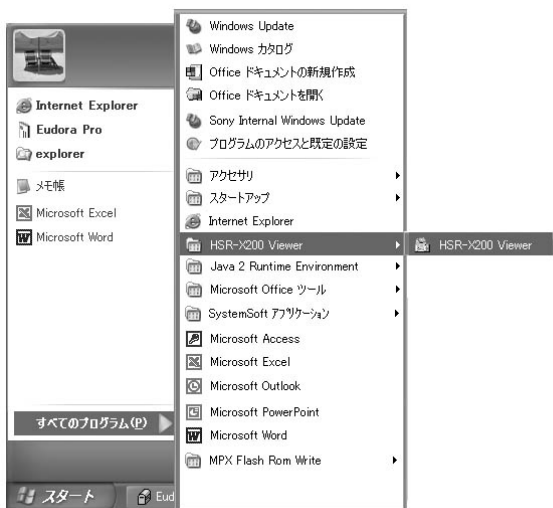 Internet Explorer
Eudora Pro
explorer
メモ帳
Microsoft Excel
Microsoft Word
すべてのプログラム(P)
スタート
Eud
Windows Update
Windows カタログ
Office ドキュメントの新規作成
Office ドキュメントを開く
Sony Internal Windows Update
プログラムのアクセスと既定の設定
アクセサリ
スタートアップ
Internet Explorer
HSR-X200 Viewer
Java 2 Runtime Environment
Microsoft Office ツール
SystemSoft アプリケーション
Microsoft Access
Microsoft Excel
Microsoft Outlook
Microsoft PowerPoint
Microsoft Word
MPX Flash Rom Write
HSR-X200 Viewer